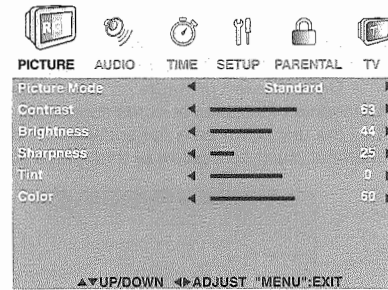 PICTURE AUDIO TIME SETUP PARENTAL TV
Picture Mode Standard
Contrast 63
Brightness 44
Sharpness 25
Tint 0
Color 60
▲▼UP/DOWN ◀▶ADJUST "MENU":EXIT